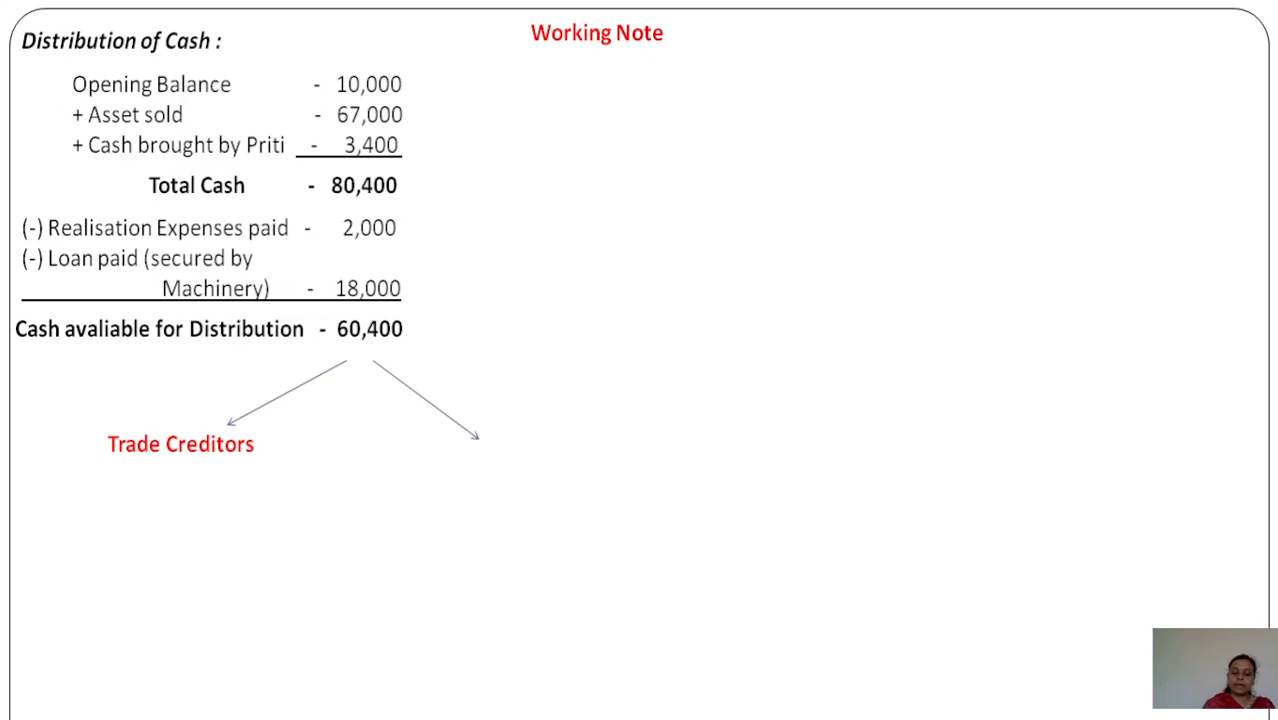 Working Note
Distribution of Cash :
Opening Balance - 10,000
+ Asset sold - 67,000
+ Cash brought by Priti - 3,400
Total Cash - 80,400
(-) Realisation Expenses paid - 2,000
(-) Loan paid (secured by
Machinery) - 18,000
Cash avaliable for Distribution - 60,400
Trade Creditors